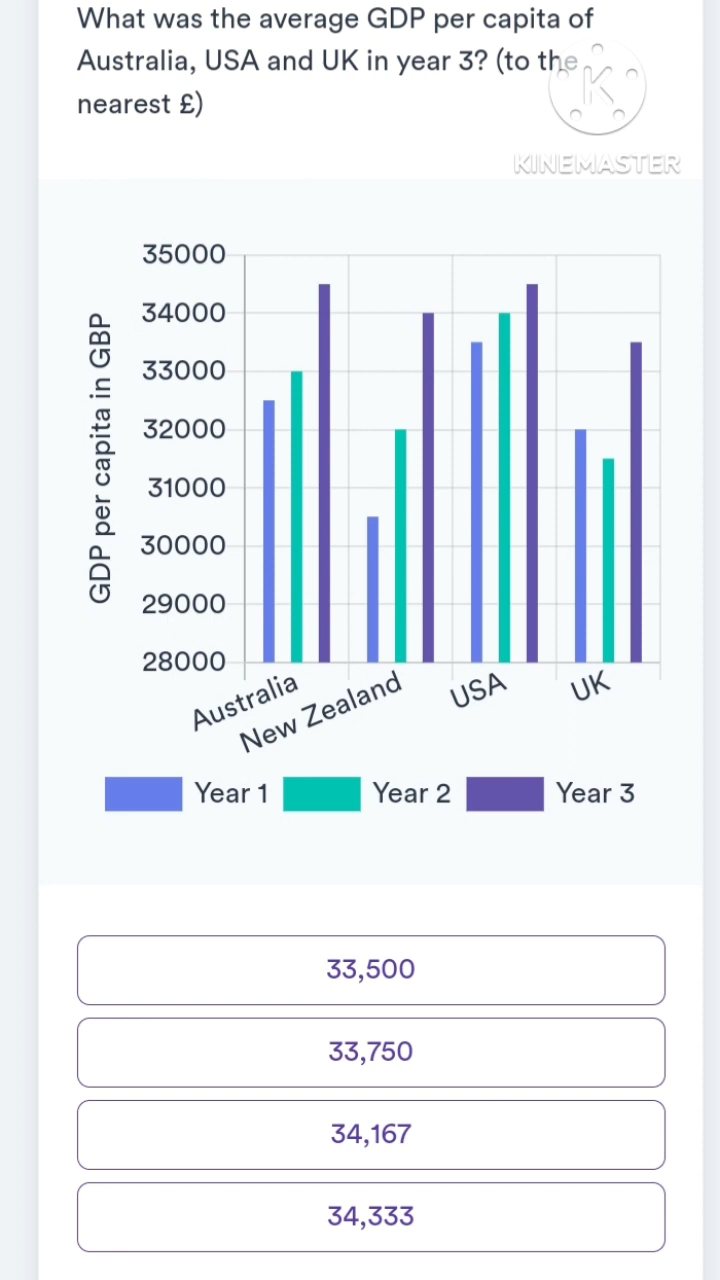 What was the average GDP per capita of
Australia, USA and UK in year 3? (to the
nearest £)
K
KINEMASTER
GDP per capita in GBP
35000
34000
33000
32000
31000
30000
29000
28000
Australia
New Zealand
USA
UK
Year 1
Year 2
Year 3
33,500
33,750
34,167
34,333